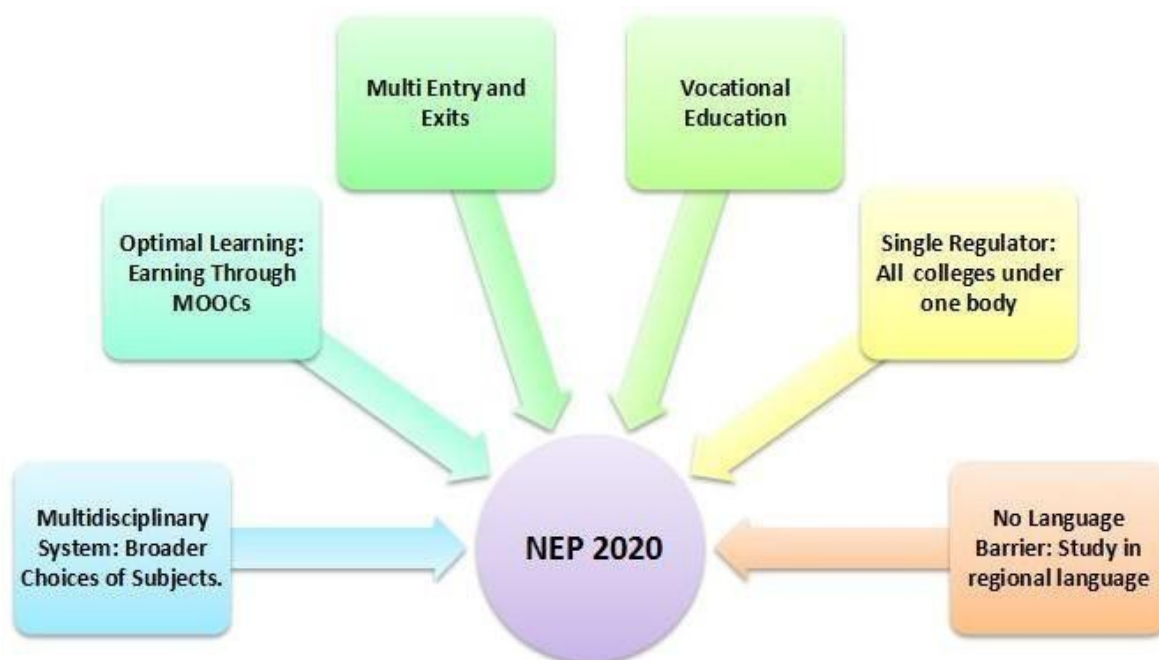 Multi Entry and
Exits
Vocational
Education
Optimal Learning:
Earning Through
MOOCs
Single Regulator:
All colleges under
one body
Multidisciplinary
System: Broader
Choices of Subjects.
NEP 2020
No Language
Barrier: Study in
regional language